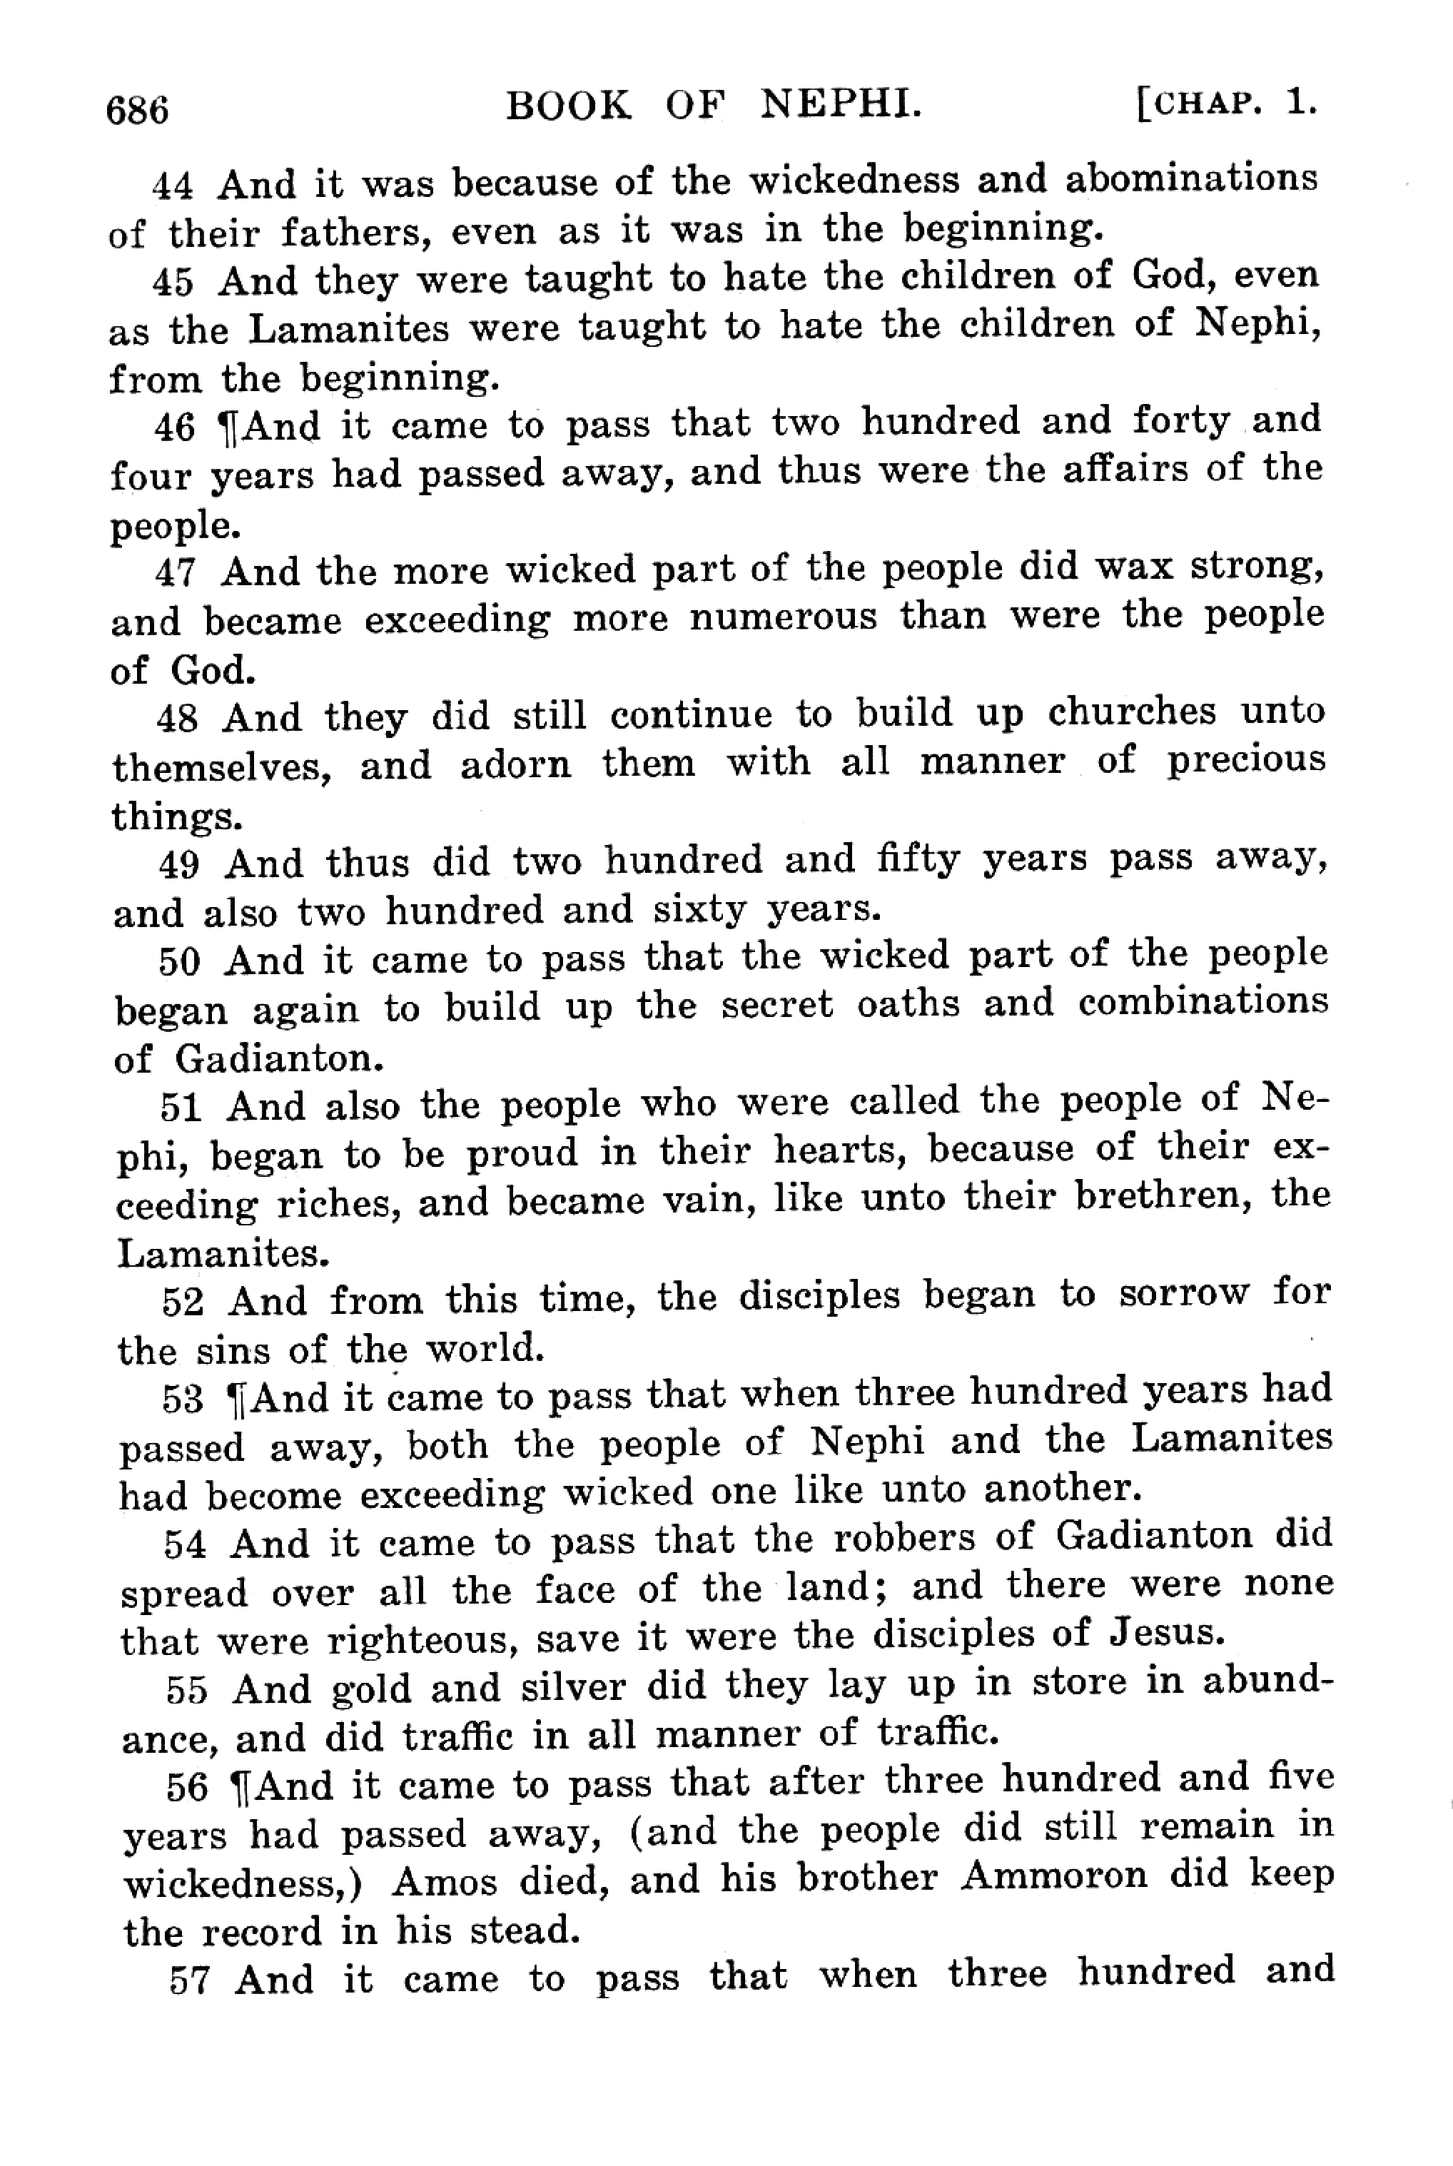 686 BOOK OF NEPHI. [CHAP. 1.
44 And it was because of the wickedness and abominations
of their fathers, even as it was in the beginning.
45 And they were taught to hate the children of God, even
as the Lamanites were taught to hate the children of Nephi,
from the beginning.
46 ¶And it came to pass that two hundred and forty and
four years had passed away, and thus were the affairs of the
people.
47 And the more wicked part of the people did wax strong,
and became exceeding more numerous than were the people
of God.
48 And they did still continue to build up churches unto
themselves, and adorn them with all manner of precious
things.
49 And thus did two hundred and fifty years pass away,
and also two hundred and sixty years.
50 And it came to pass that the wicked part of the people
began again to build up the secret oaths and combinations
of Gadianton.
51 And also the people who were called the people of Ne-
phi, began to be proud in their hearts, because of their ex-
ceeding riches, and became vain, like unto their brethren, the
Lamanites.
52 And from this time, the disciples began to sorrow for
the sins of the world.
53 ¶And it came to pass that when three hundred years had
passed away, both the people of Nephi and the Lamanites
had become exceeding wicked one like unto another.
54 And it came to pass that the robbers of Gadianton did
spread over all the face of the land; and there were none
that were righteous, save it were the disciples of Jesus.
55 And gold and silver did they lay up in store in abund-
ance, and did traffic in all manner of traffic.
56 ¶And it came to pass that after three hundred and five
years had passed away, (and the people did still remain in
wickedness,) Amos died, and his brother Ammoron did keep
the record in his stead.
57 And it came to pass that when three hundred and